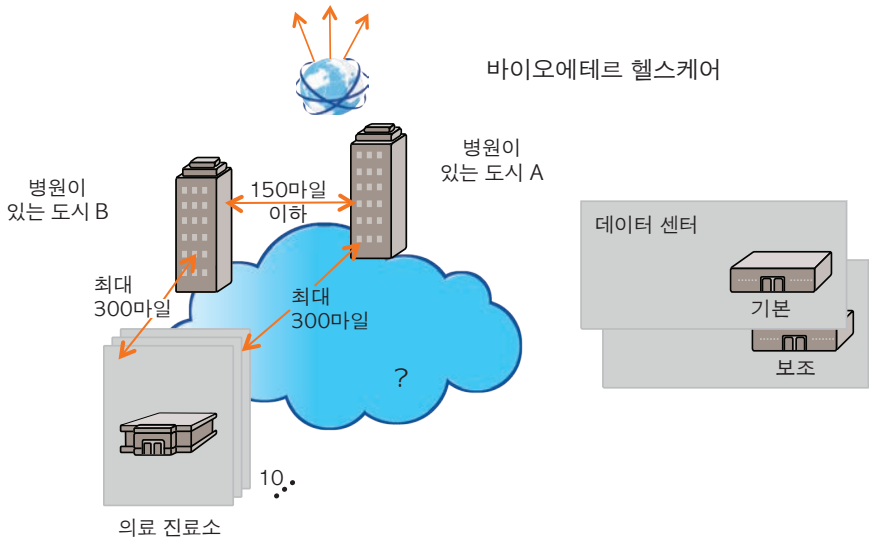 바이오에테르 헬스케어
병원이
있는 도시 A
병원이
있는 도시 B
150마일
이하
최대
300마일
최대
300마일
?
데이터 센터
기본
보조
10
의료 진료소